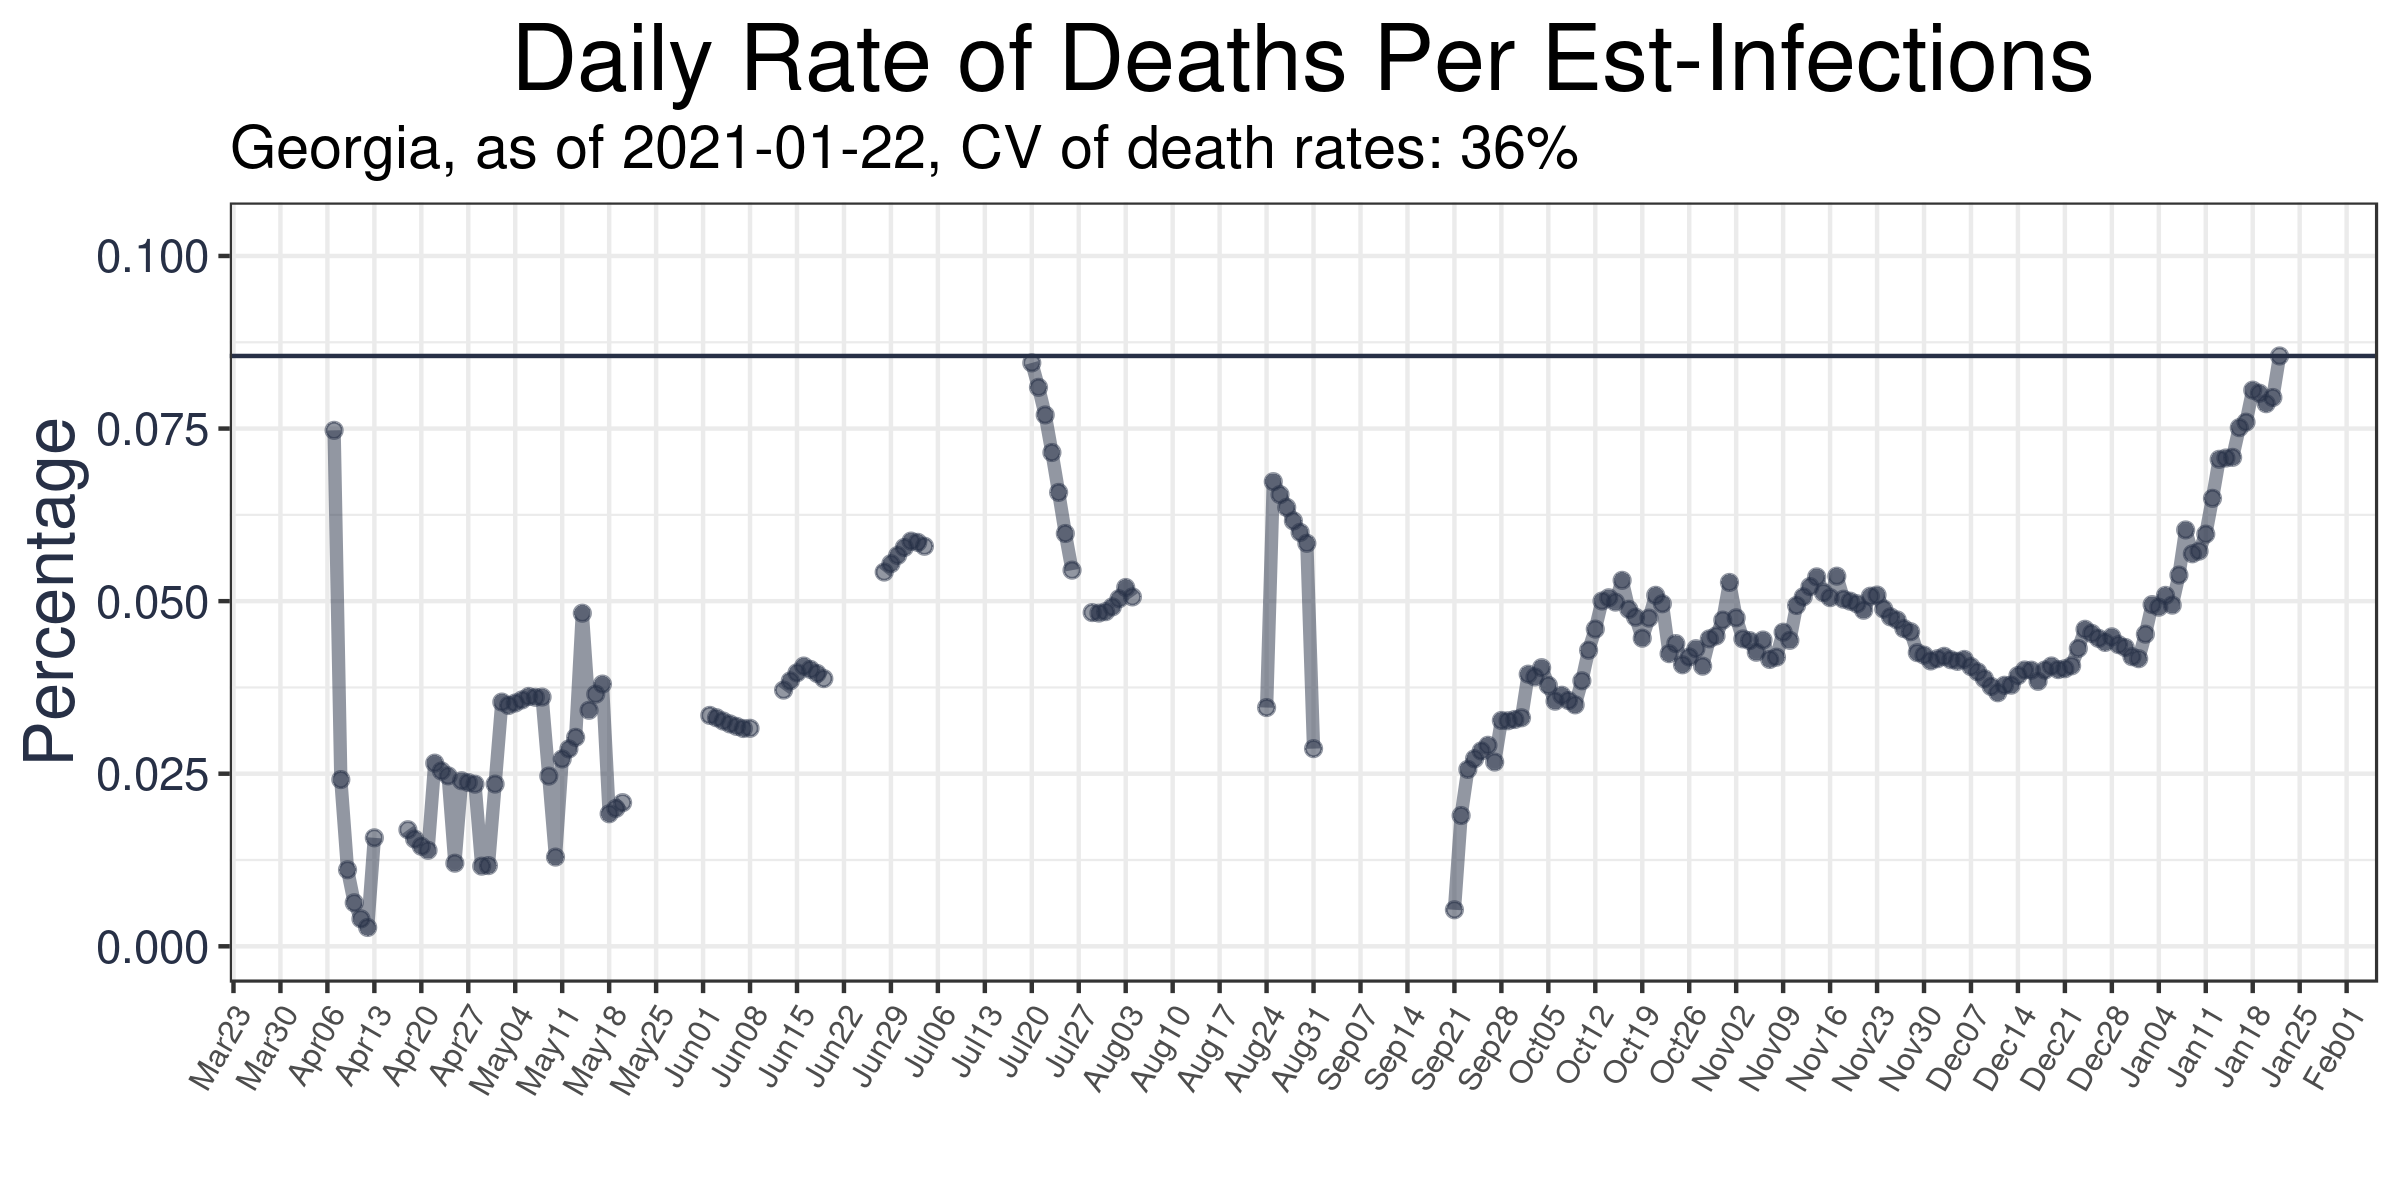 Daily Rate of Deaths Per Est-Infections
Georgia, as of 2021-01-22, CV of death rates: 36%
Percentage
0.100
0.075
0.050
0.025
0.000
Mar23 Mar30 Apr06 Apr13 Apr20 Apr27 May04 May11 May18 May25 Jun01 Jun08 Jun15 Jun22 Jun29 Jul06 Jul13 Jul20 Jul27 Aug03 Aug10 Aug17 Aug24 Aug31 Sep07 Sep14 Sep21 Sep28 Oct05 Oct12 Oct19 Oct26 Nov02 Nov09 Nov16 Nov23 Nov30 Dec07 Dec14 Dec21 Dec28 Jan04 Jan11 Jan18 Jan25 Feb01